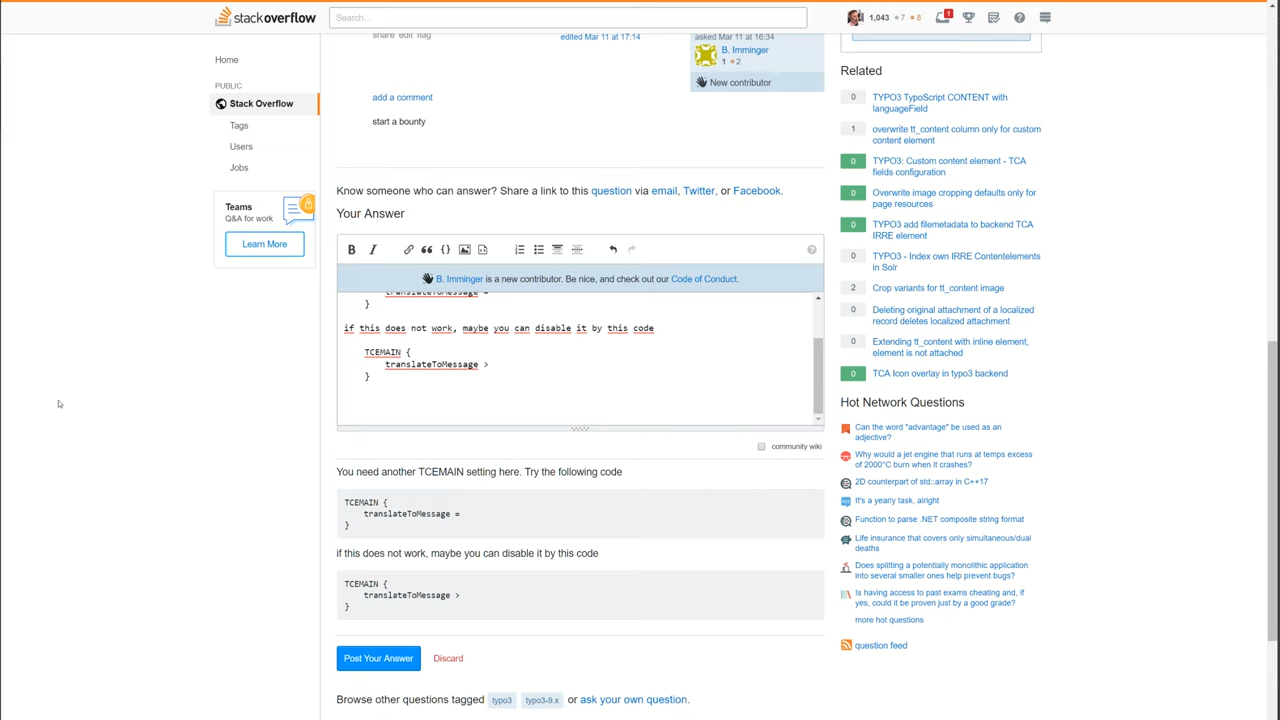 stackoverflow
Search…
1,043 7 8
1
Home
PUBLIC
Stack Overflow
Tags
Users
Jobs
Teams
Q&A for work
Learn More
share edit flag
edited Mar 11 at 17:14
asked Mar 11 at 16:34
B. Imminger
1 2
New contributor
add a comment
start a bounty
Know someone who can answer? Share a link to this question via email, Twitter, or Facebook.
Your Answer
B. Imminger is a new contributor. Be nice, and check out our Code of Conduct.
translateToMessage =
}
if this does not work, maybe you can disable it by this code
TCEMAIN {
translateToMessage >
}
community wiki
You need another TCEMAIN setting here. Try the following code
TCEMAIN {
translateToMessage =
}
if this does not work, maybe you can disable it by this code
TCEMAIN {
translateToMessage >
}
Post Your Answer Discard
Browse other questions tagged typo3 typo3-9.x or ask your own question.
Related
0 TYPO3 TypoScript CONTENT with
languageField
1 overwrite tt_content column only for custom
content element
0 TYPO3: Custom content element - TCA
fields configuration
0 Overwrite image cropping defaults only for
page resources
0 TYPO3 add filemetadata to backend TCA
IRRE element
0 TYPO3 - Index own IRRE Contentelements
in Solr
2 Crop variants for tt_content image
0 Deleting original attachment of a localized
record deletes localized attachment
0 Extending tt_content with inline element,
element is not attached
0 TCA Icon overlay in typo3 backend
Hot Network Questions
Can the word "advantage" be used as an
adjective?
Why would a jet engine that runs at temps excess
of 2000°C burn when it crashes?
2D counterpart of std::array in C++17
It's a yearly task, alright
Function to parse .NET composite string format
Life insurance that covers only simultaneous/dual
deaths
Does splitting a potentially monolithic application
into several smaller ones help prevent bugs?
Is having access to past exams cheating and, if
yes, could it be proven just by a good grade?
more hot questions
question feed